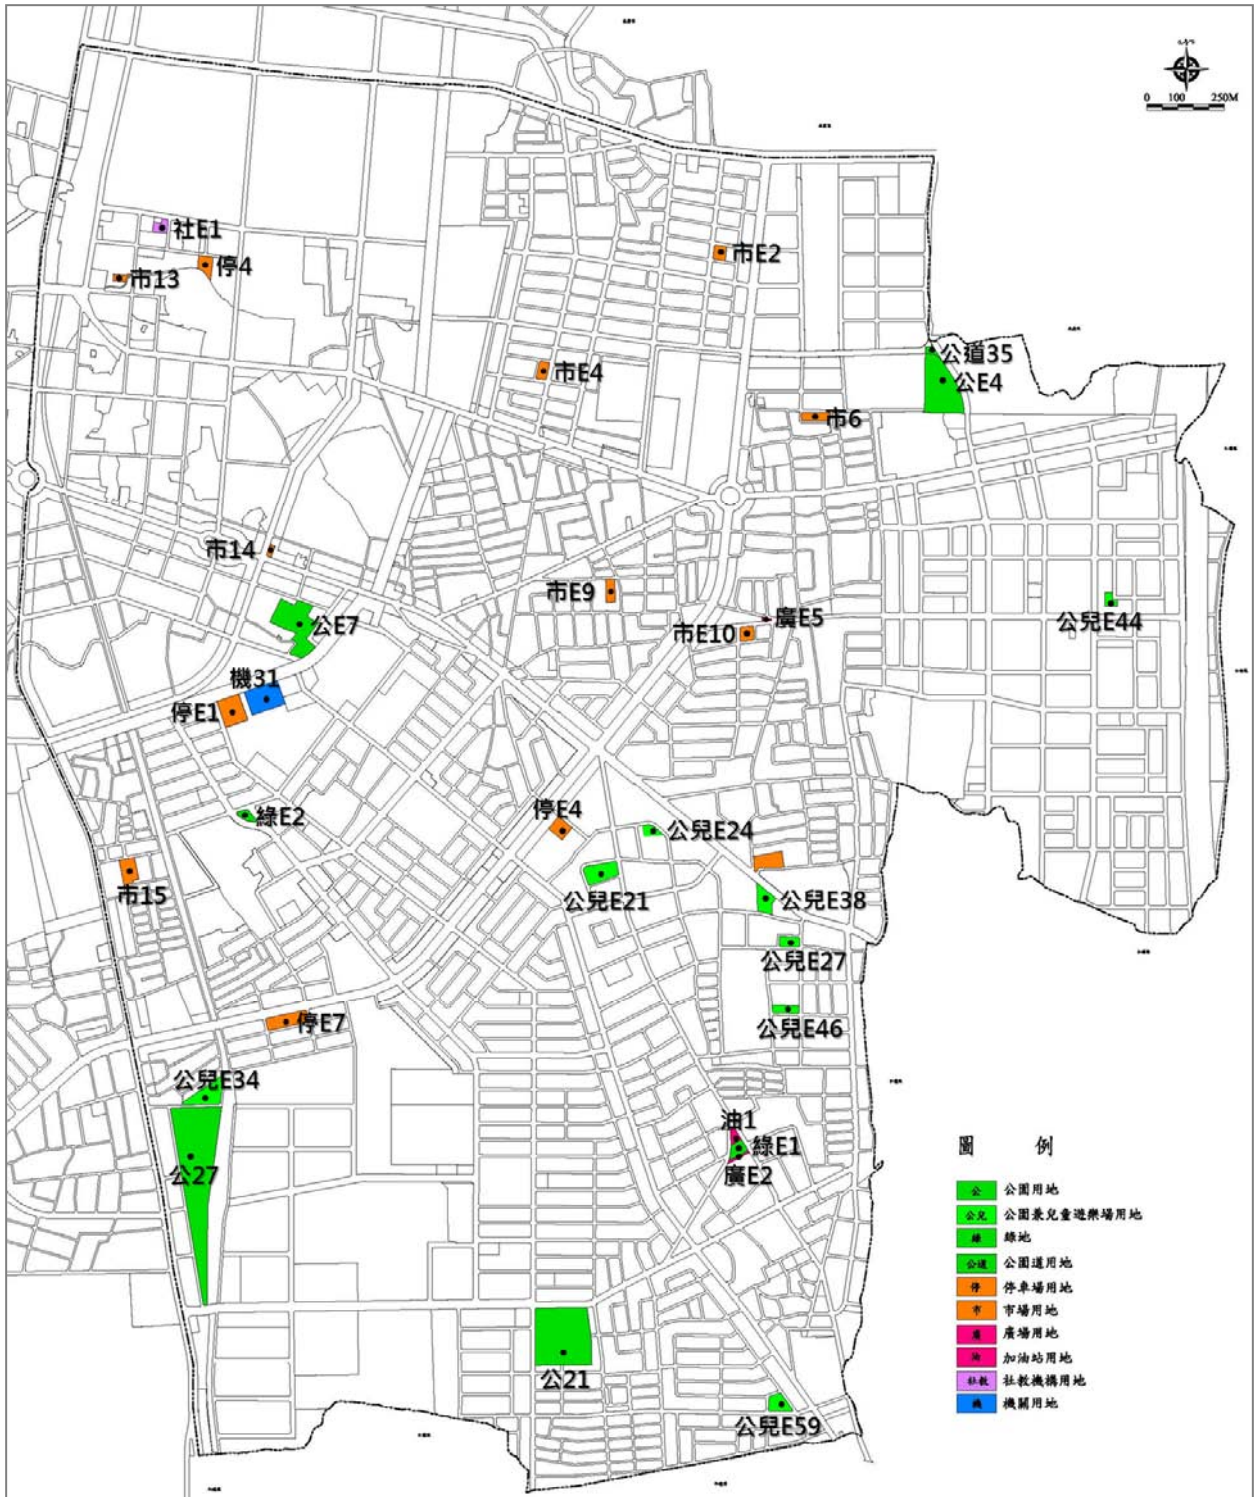 0 100 250M
社E1
停4
市13
市E2
公道35
公E4
市E4
市6
市14
市E9
公兒E44
公E7
市E10
廣E5
機31
停E1
綠E2
停E4
公兒E24
市15
公兒E21
公兒E38
公兒E27
停E7
公兒E46
公兒E34
油1
綠E1
廣E2
公27
公21
公兒E59
圖 例
公 公園用地
公兒 公園兼兒童遊樂場用地
綠 綠地
公道 公園道用地
停 停車場用地
市 市場用地
廣 廣場用地
油 加油站用地
社教 社教機構用地
機 機關用地